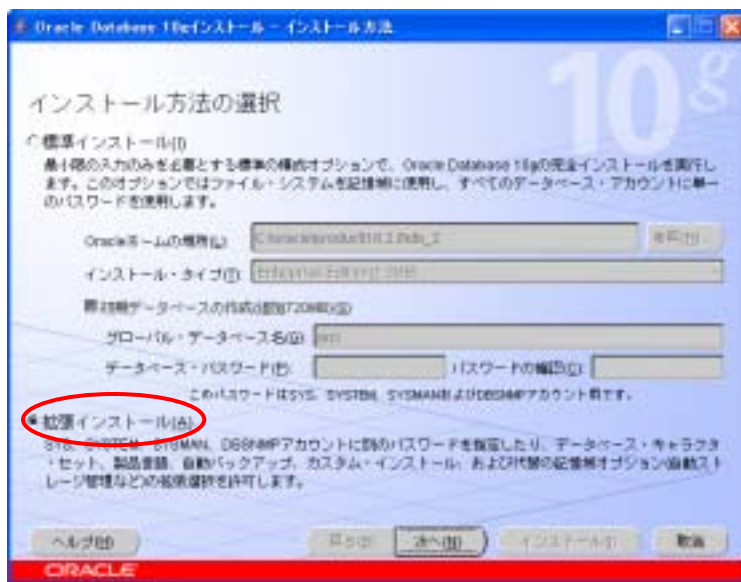 Oracle Database 10gインストール - インストール方法
10g
インストール方法の選択
標準インストール(I)
最小限の入力のみを必要とする標準の構成オプションで、Oracle Database 10gの完全インストールを実行し
ます。このオプションではファイル・システムを記憶域に使用し、すべてのデータベース・アカウントに単一
のパスワードを使用します。
Oracleホームの場所(L)
参照(R)...
インストール・タイプ(T)
初期データベースの作成(追加720MB)(S)
グローバル・データベース名(G)
データベース・パスワード(P)
パスワードの確認(C)
このパスワードはSYS、SYSTEM、SYSMANおよびDBSNMPアカウント用です。
拡張インストール(A)
SYS、SYSTEM、SYSMAN、DBSNMPアカウントに別のパスワードを指定したり、データベース・キャラクタ
・セット、製品言語、自動バックアップ、カスタム・インストール、および代替の記憶域オプション(自動スト
レージ管理など)の拡張選択を許可します。
ヘルプ(H)
戻る(B)
次へ(N)
インストール(I)
取消
ORACLE